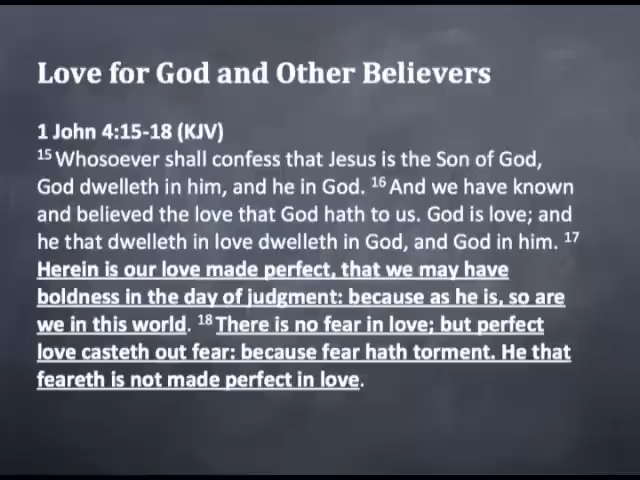 Love for God and Other Believers
1 John 4:15-18 (KJV)
15 Whosoever shall confess that Jesus is the Son of God,
God dwelleth in him, and he in God. 16 And we have known
and believed the love that God hath to us. God is love; and
he that dwelleth in love dwelleth in God, and God in him. 17
Herein is our love made perfect, that we may have
boldness in the day of judgment: because as he is, so are
we in this world. 18 There is no fear in love; but perfect
love casteth out fear: because fear hath torment. He that
feareth is not made perfect in love.